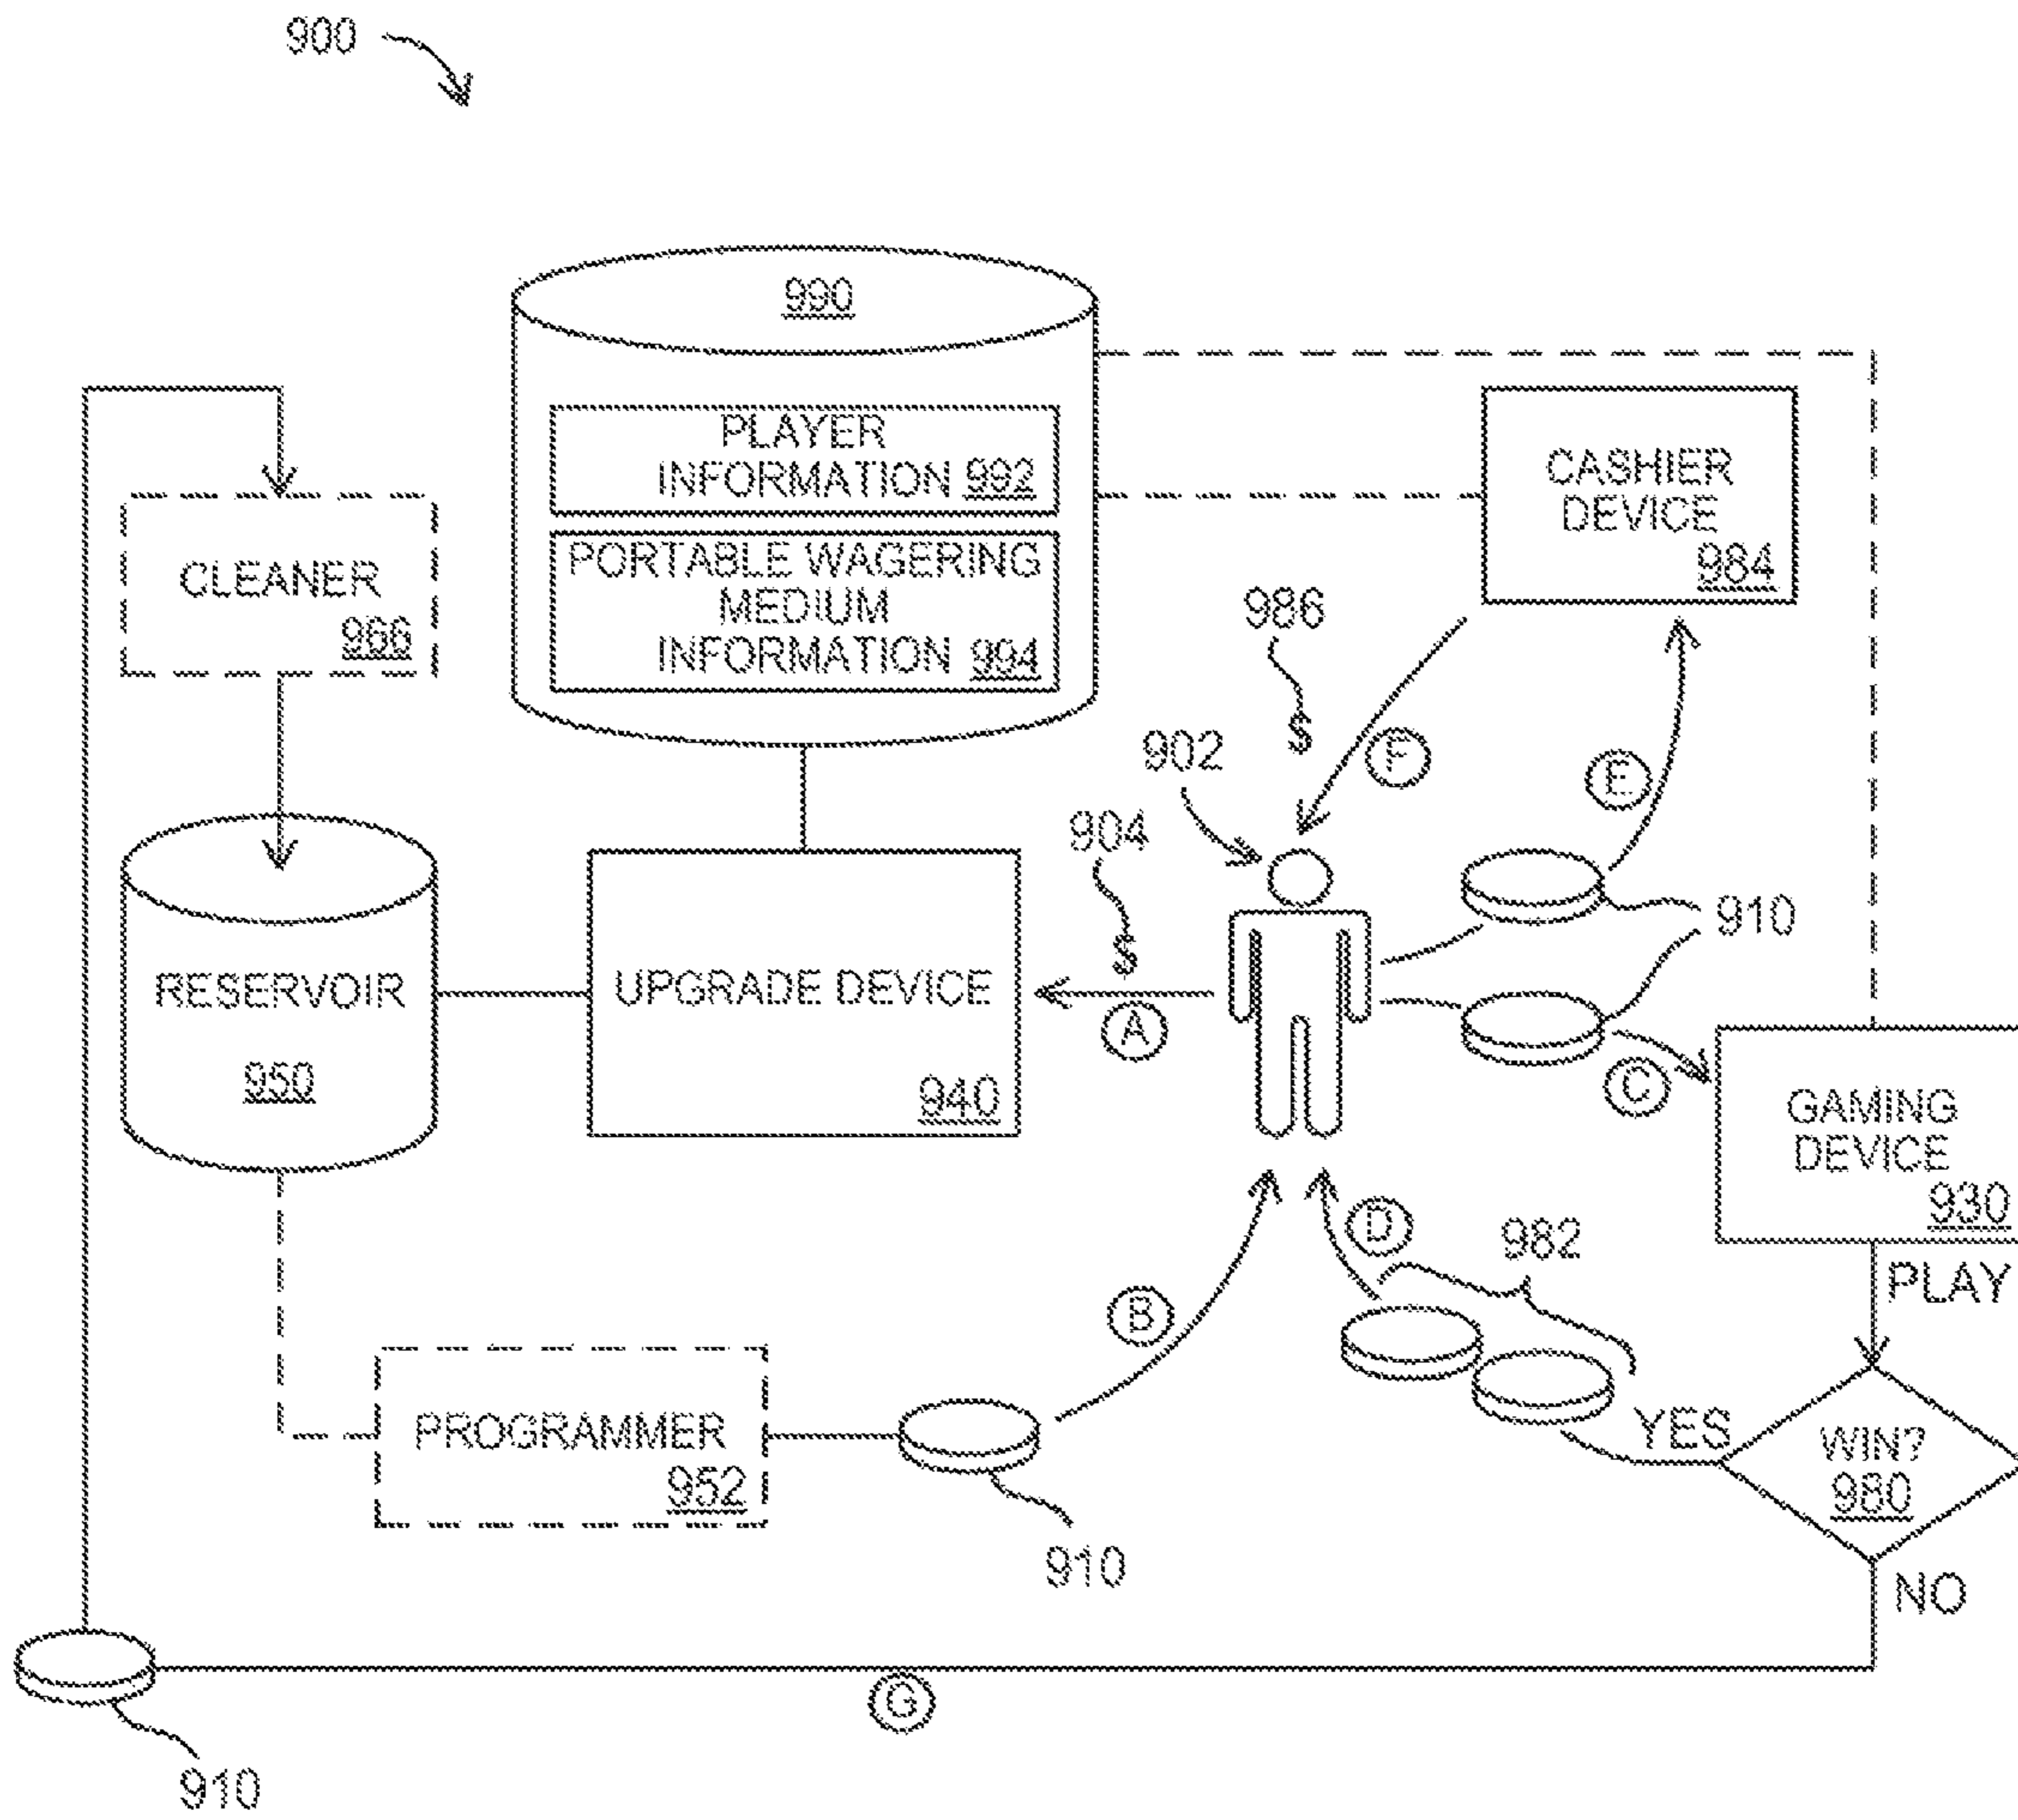 900
990
PLAYER
INFORMATION 992
PORTABLE WAGERING
MEDIUM
INFORMATION 994
CASHIER
DEVICE
984
CLEANER
966
986
$
F
E
902
904
$
A
910
RESERVOIR
950
UPGRADE DEVICE
940
C
GAMING
DEVICE
930
PLAY
D
982
B
PROGRAMMER
952
910
YES
WIN?
980
NO
G
910